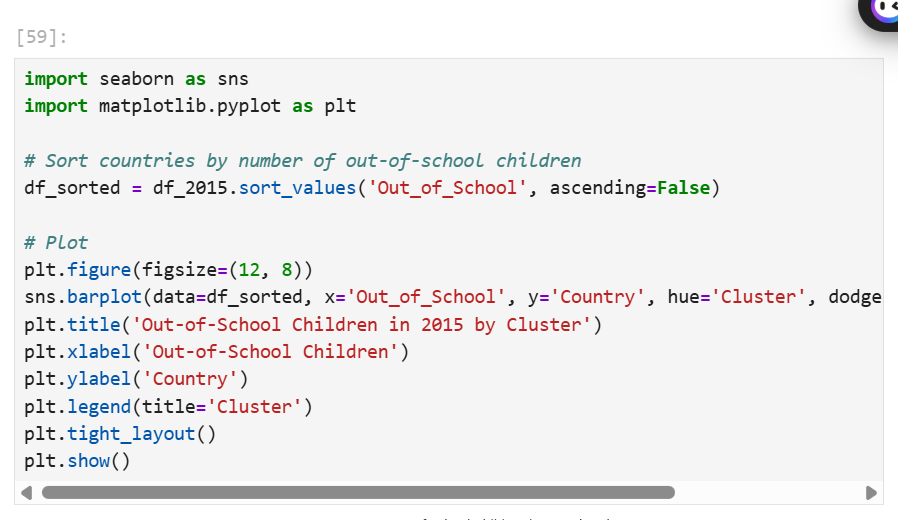 [59]:
import seaborn as sns
import matplotlib.pyplot as plt
# Sort countries by number of out-of-school children
df_sorted = df_2015.sort_values('Out_of_School', ascending=False)
# Plot
plt.figure(figsize=(12, 8))
sns.barplot(data=df_sorted, x='Out_of_School', y='Country', hue='Cluster', dodge
plt.title('Out-of-School Children in 2015 by Cluster')
plt.xlabel('Out-of-School Children')
plt.ylabel('Country')
plt.legend(title='Cluster')
plt.tight_layout()
plt.show()